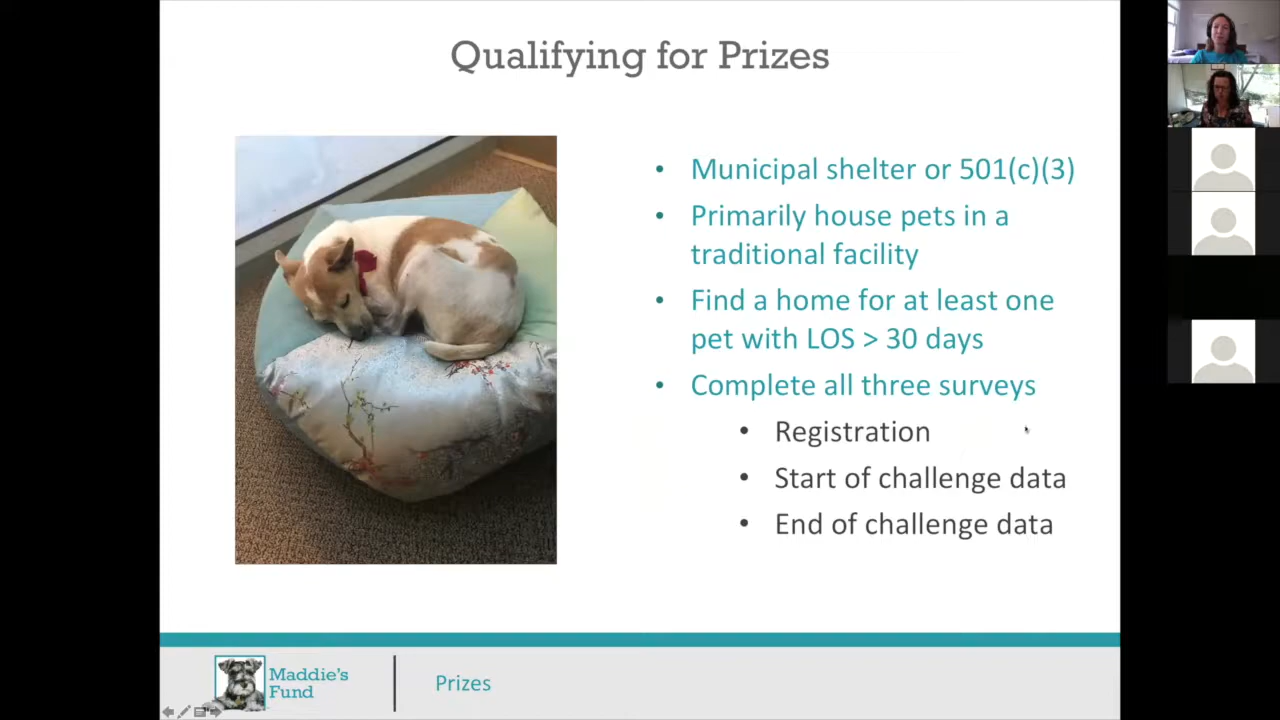 Qualifying for Prizes
• Municipal shelter or 501(c)(3)
• Primarily house pets in a
traditional facility
• Find a home for at least one
pet with LOS > 30 days
• Complete all three surveys
• Registration
• Start of challenge data
• End of challenge data
Maddie's
Fund
Prizes